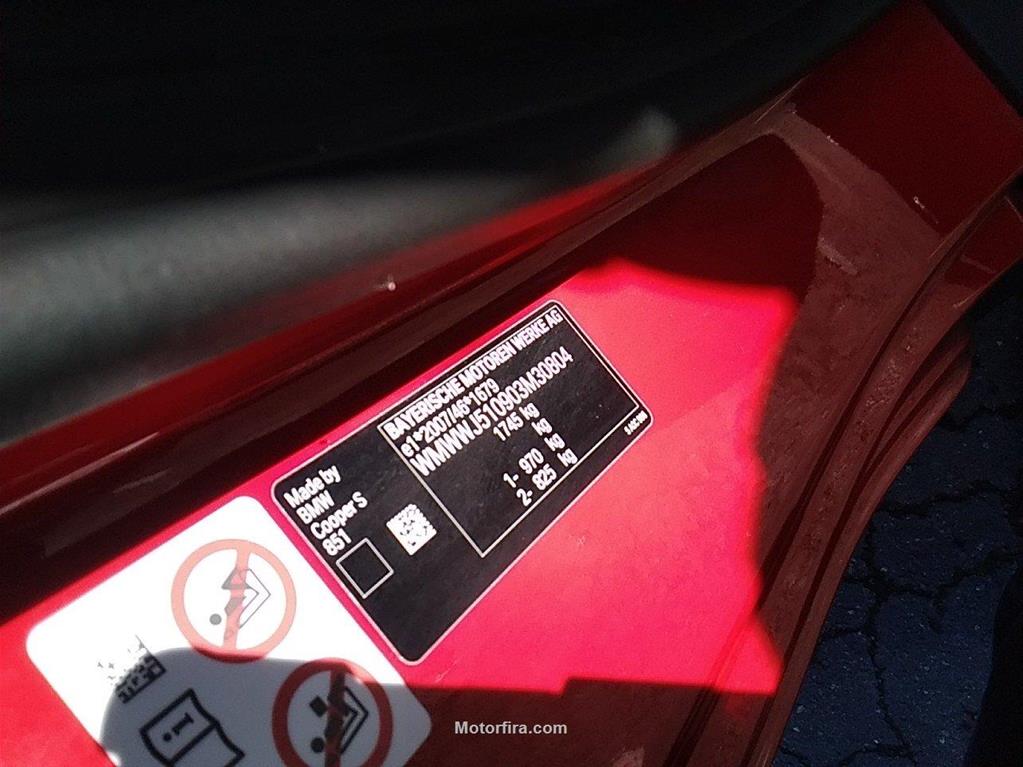 BAYERISCHE MOTOREN WERKE AG
e1*2007/46*1679
WMWWJ510903M30804
1745 kg
kg
1- 970 kg
2- 825 kg
Made by
BMW
Cooper S
851
Motorfira.com